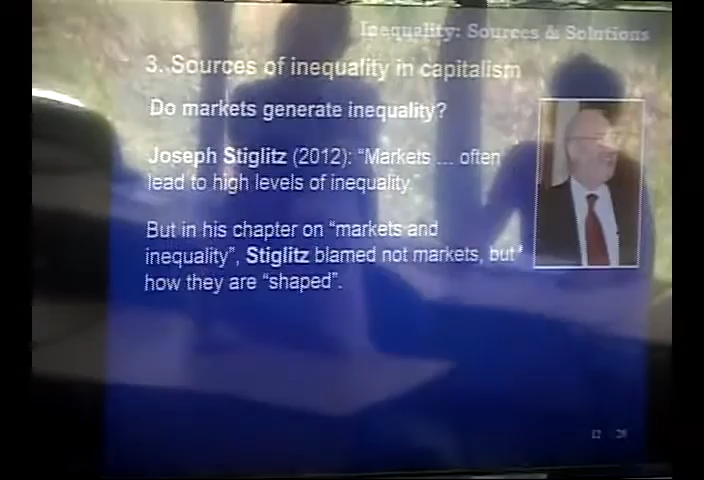 Inequality: Sources & Solutions
3. Sources of inequality in capitalism
Do markets generate inequality?
Joseph Stiglitz (2012): “Markets ... often
lead to high levels of inequality.”
But in his chapter on “markets and
inequality”, Stiglitz blamed not markets, but
how they are “shaped”.
12 28